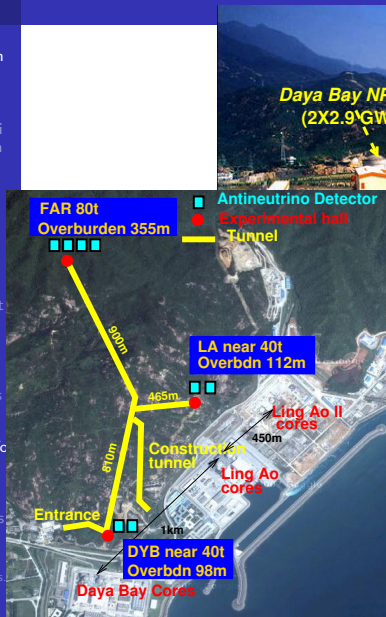 Daya Bay
(2X2.9
FAR 80t
Overburden 355m
Antineutrino Detector
Experimental hall
Tunnel
900m
LA near 40t
Overbdn 112m
465m
Ling Ao II
cores
450m
810m
Construction
tunnel
Ling Ao
cores
Entrance
1km
DYB near 40t
Overbdn 98m
Daya Bay Cores